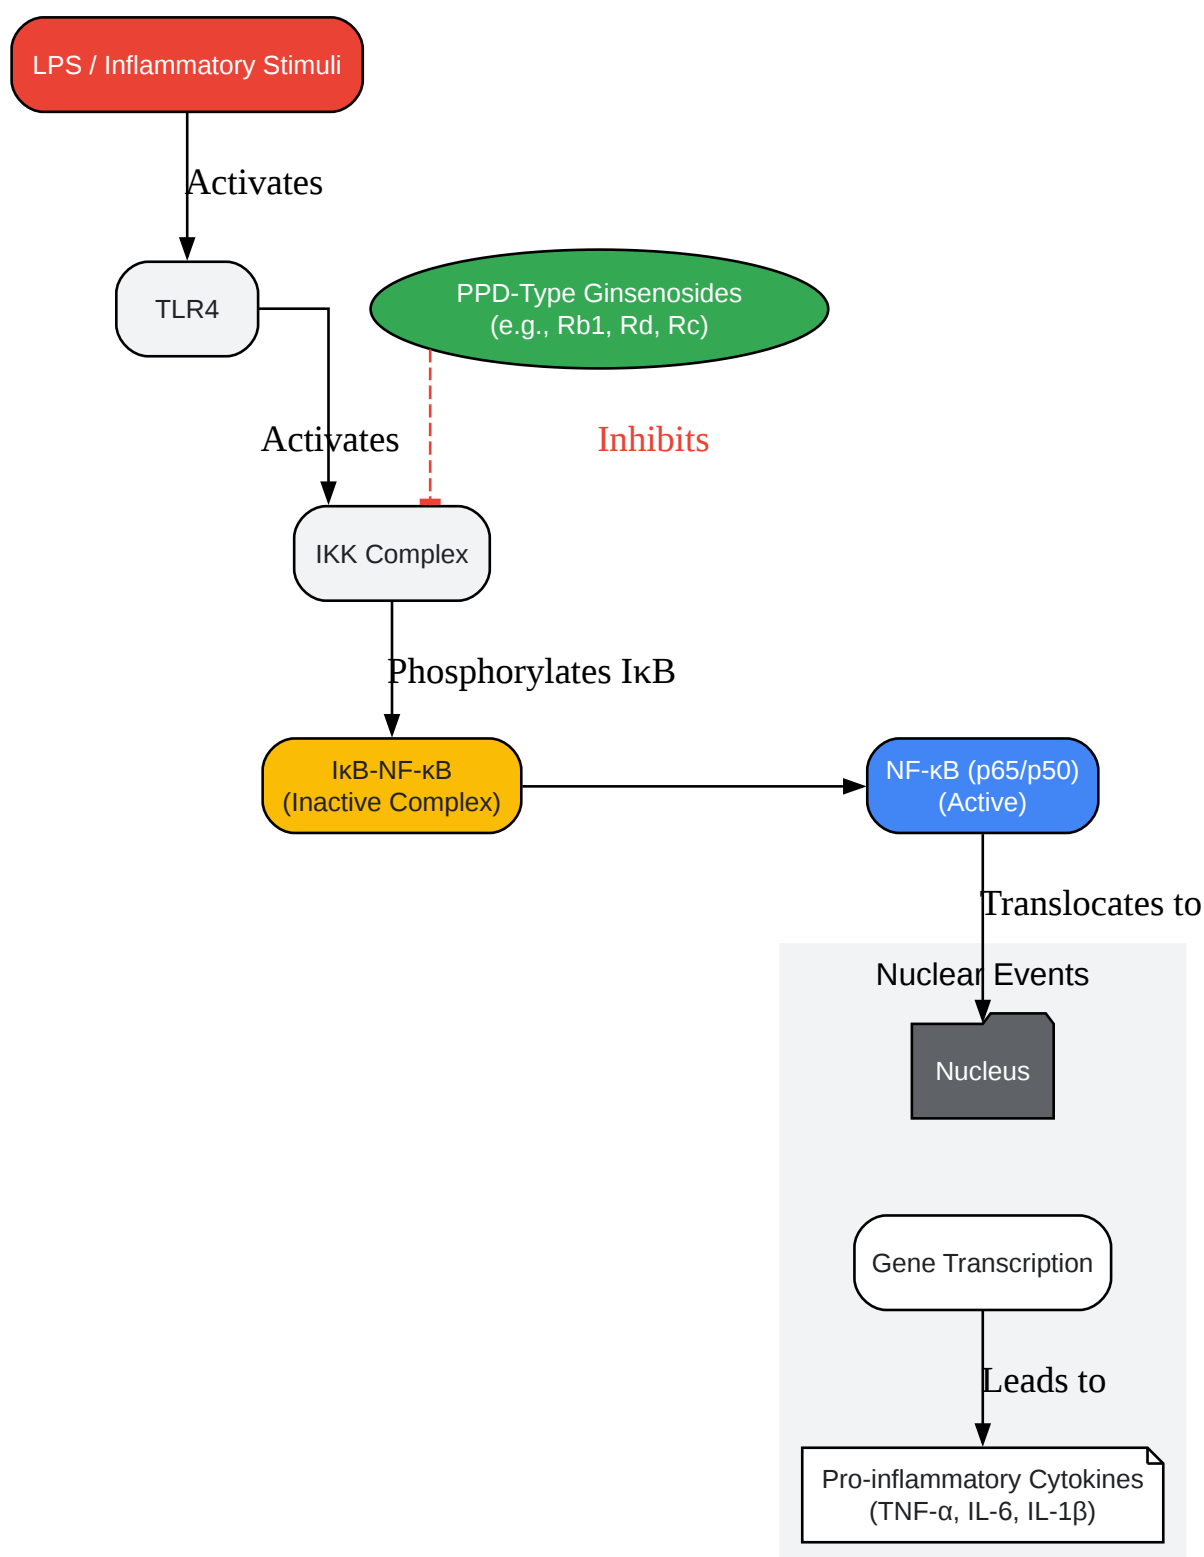 LPS / Inflammatory Stimuli
Activates
TLR4
PPD-Type Ginsenosides
(e.g., Rb1, Rd, Rc)
Activates
Inhibits
IKK Complex
Phosphorylates IκB
IκB-NF-κB
(Inactive Complex)
NF-κB (p65/p50)
(Active)
Translocates to
Nuclear Events
Nucleus
Gene Transcription
Leads to
Pro-inflammatory Cytokines
(TNF-α, IL-6, IL-1β)